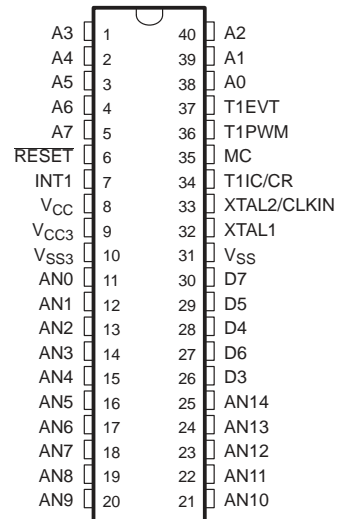 A3 1 40 A2
A4 2 39 A1
A5 3 38 A0
A6 4 37 T1EVT
A7 5 36 T1PWM
RESET 6 35 MC
INT1 7 34 T1IC/CR
VCC 8 33 XTAL2/CLKIN
VCC3 9 32 XTAL1
VSS3 10 31 VSS
AN0 11 30 D7
AN1 12 29 D5
AN2 13 28 D4
AN3 14 27 D6
AN4 15 26 D3
AN5 16 25 AN14
AN6 17 24 AN13
AN7 18 23 AN12
AN8 19 22 AN11
AN9 20 21 AN10